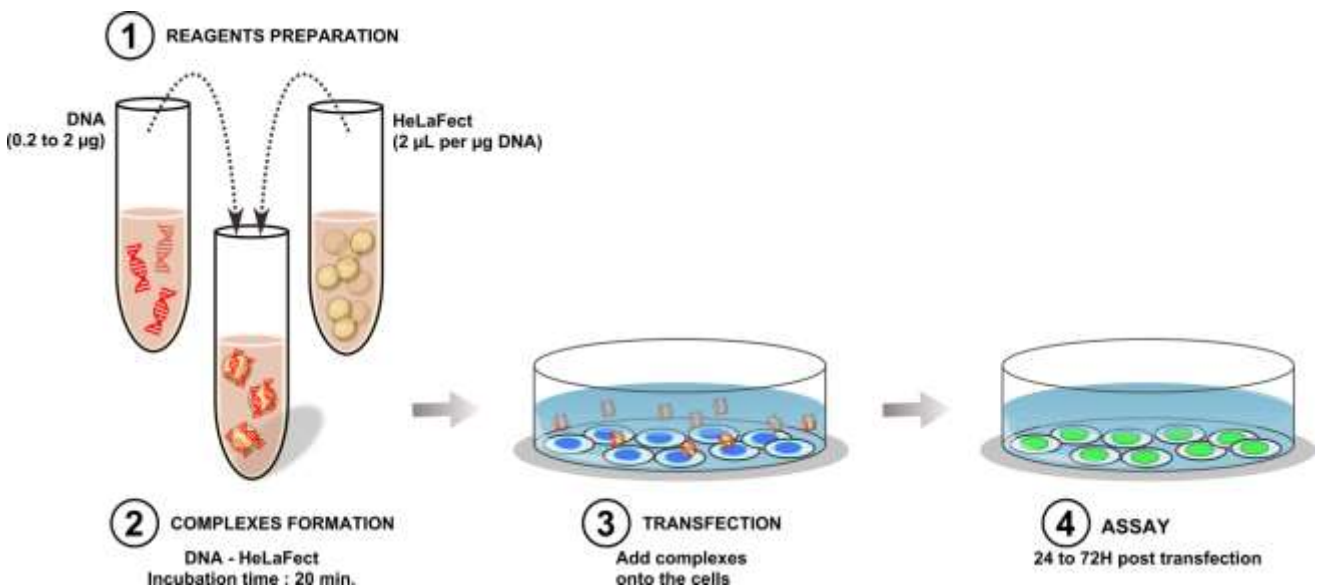 1 REAGENTS PREPARATION
DNA
(0.2 to 2 µg)
HeLaFect
(2 µL per µg DNA)
2 COMPLEXES FORMATION
DNA - HeLaFect
Incubation time : 20 min.
3 TRANSFECTION
Add complexes
onto the cells
4 ASSAY
24 to 72H post transfection